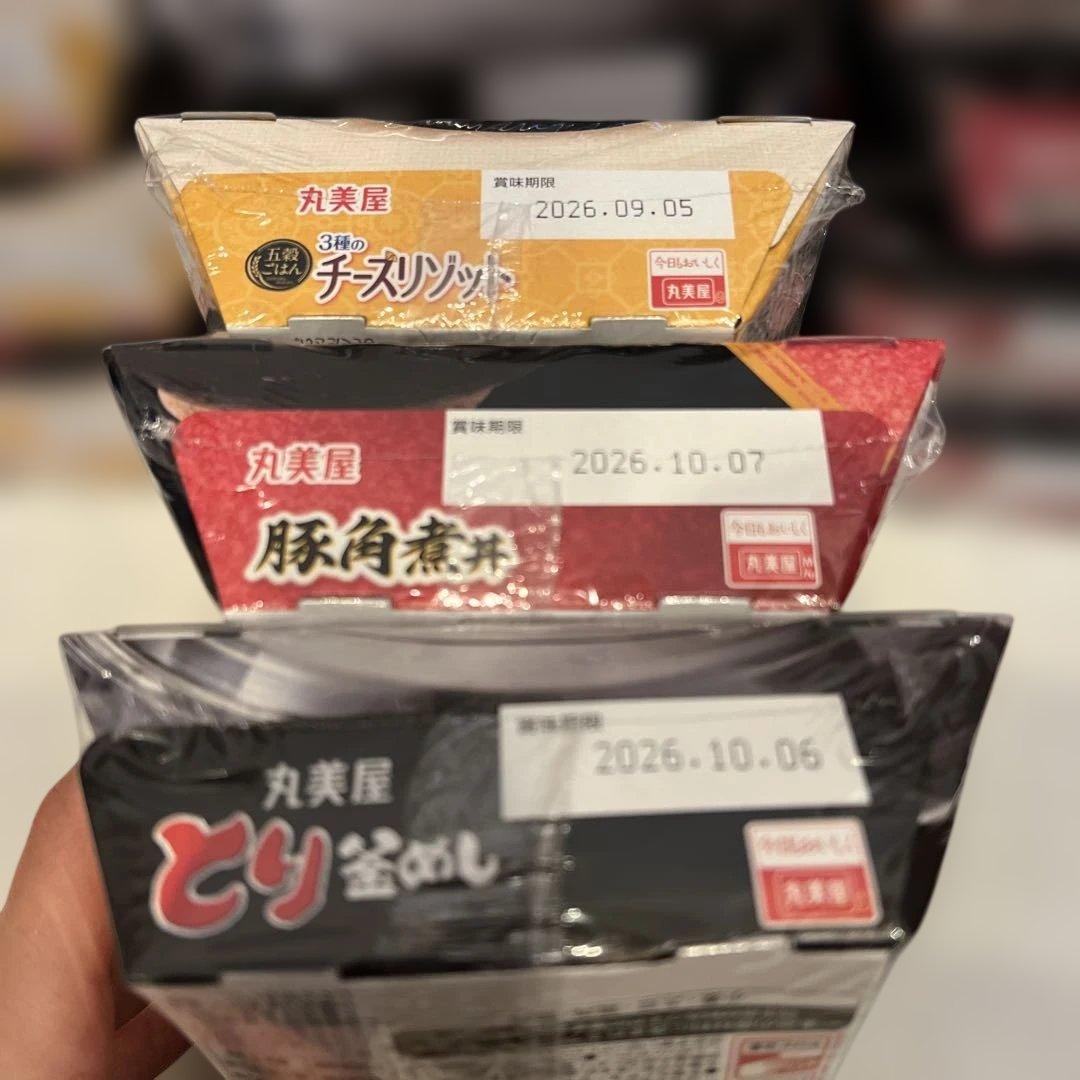 丸美屋
賞味期限
2026.09.05
五穀
ごはん
3種の
チーズリゾット
今日もおいしく
丸美屋
丸美屋
賞味期限
2026.10.07
豚角煮丼
今日もおいしく
丸美屋
丸美屋
賞味期限
2026.10.06
とり釜めし
今日もおいしく
丸美屋